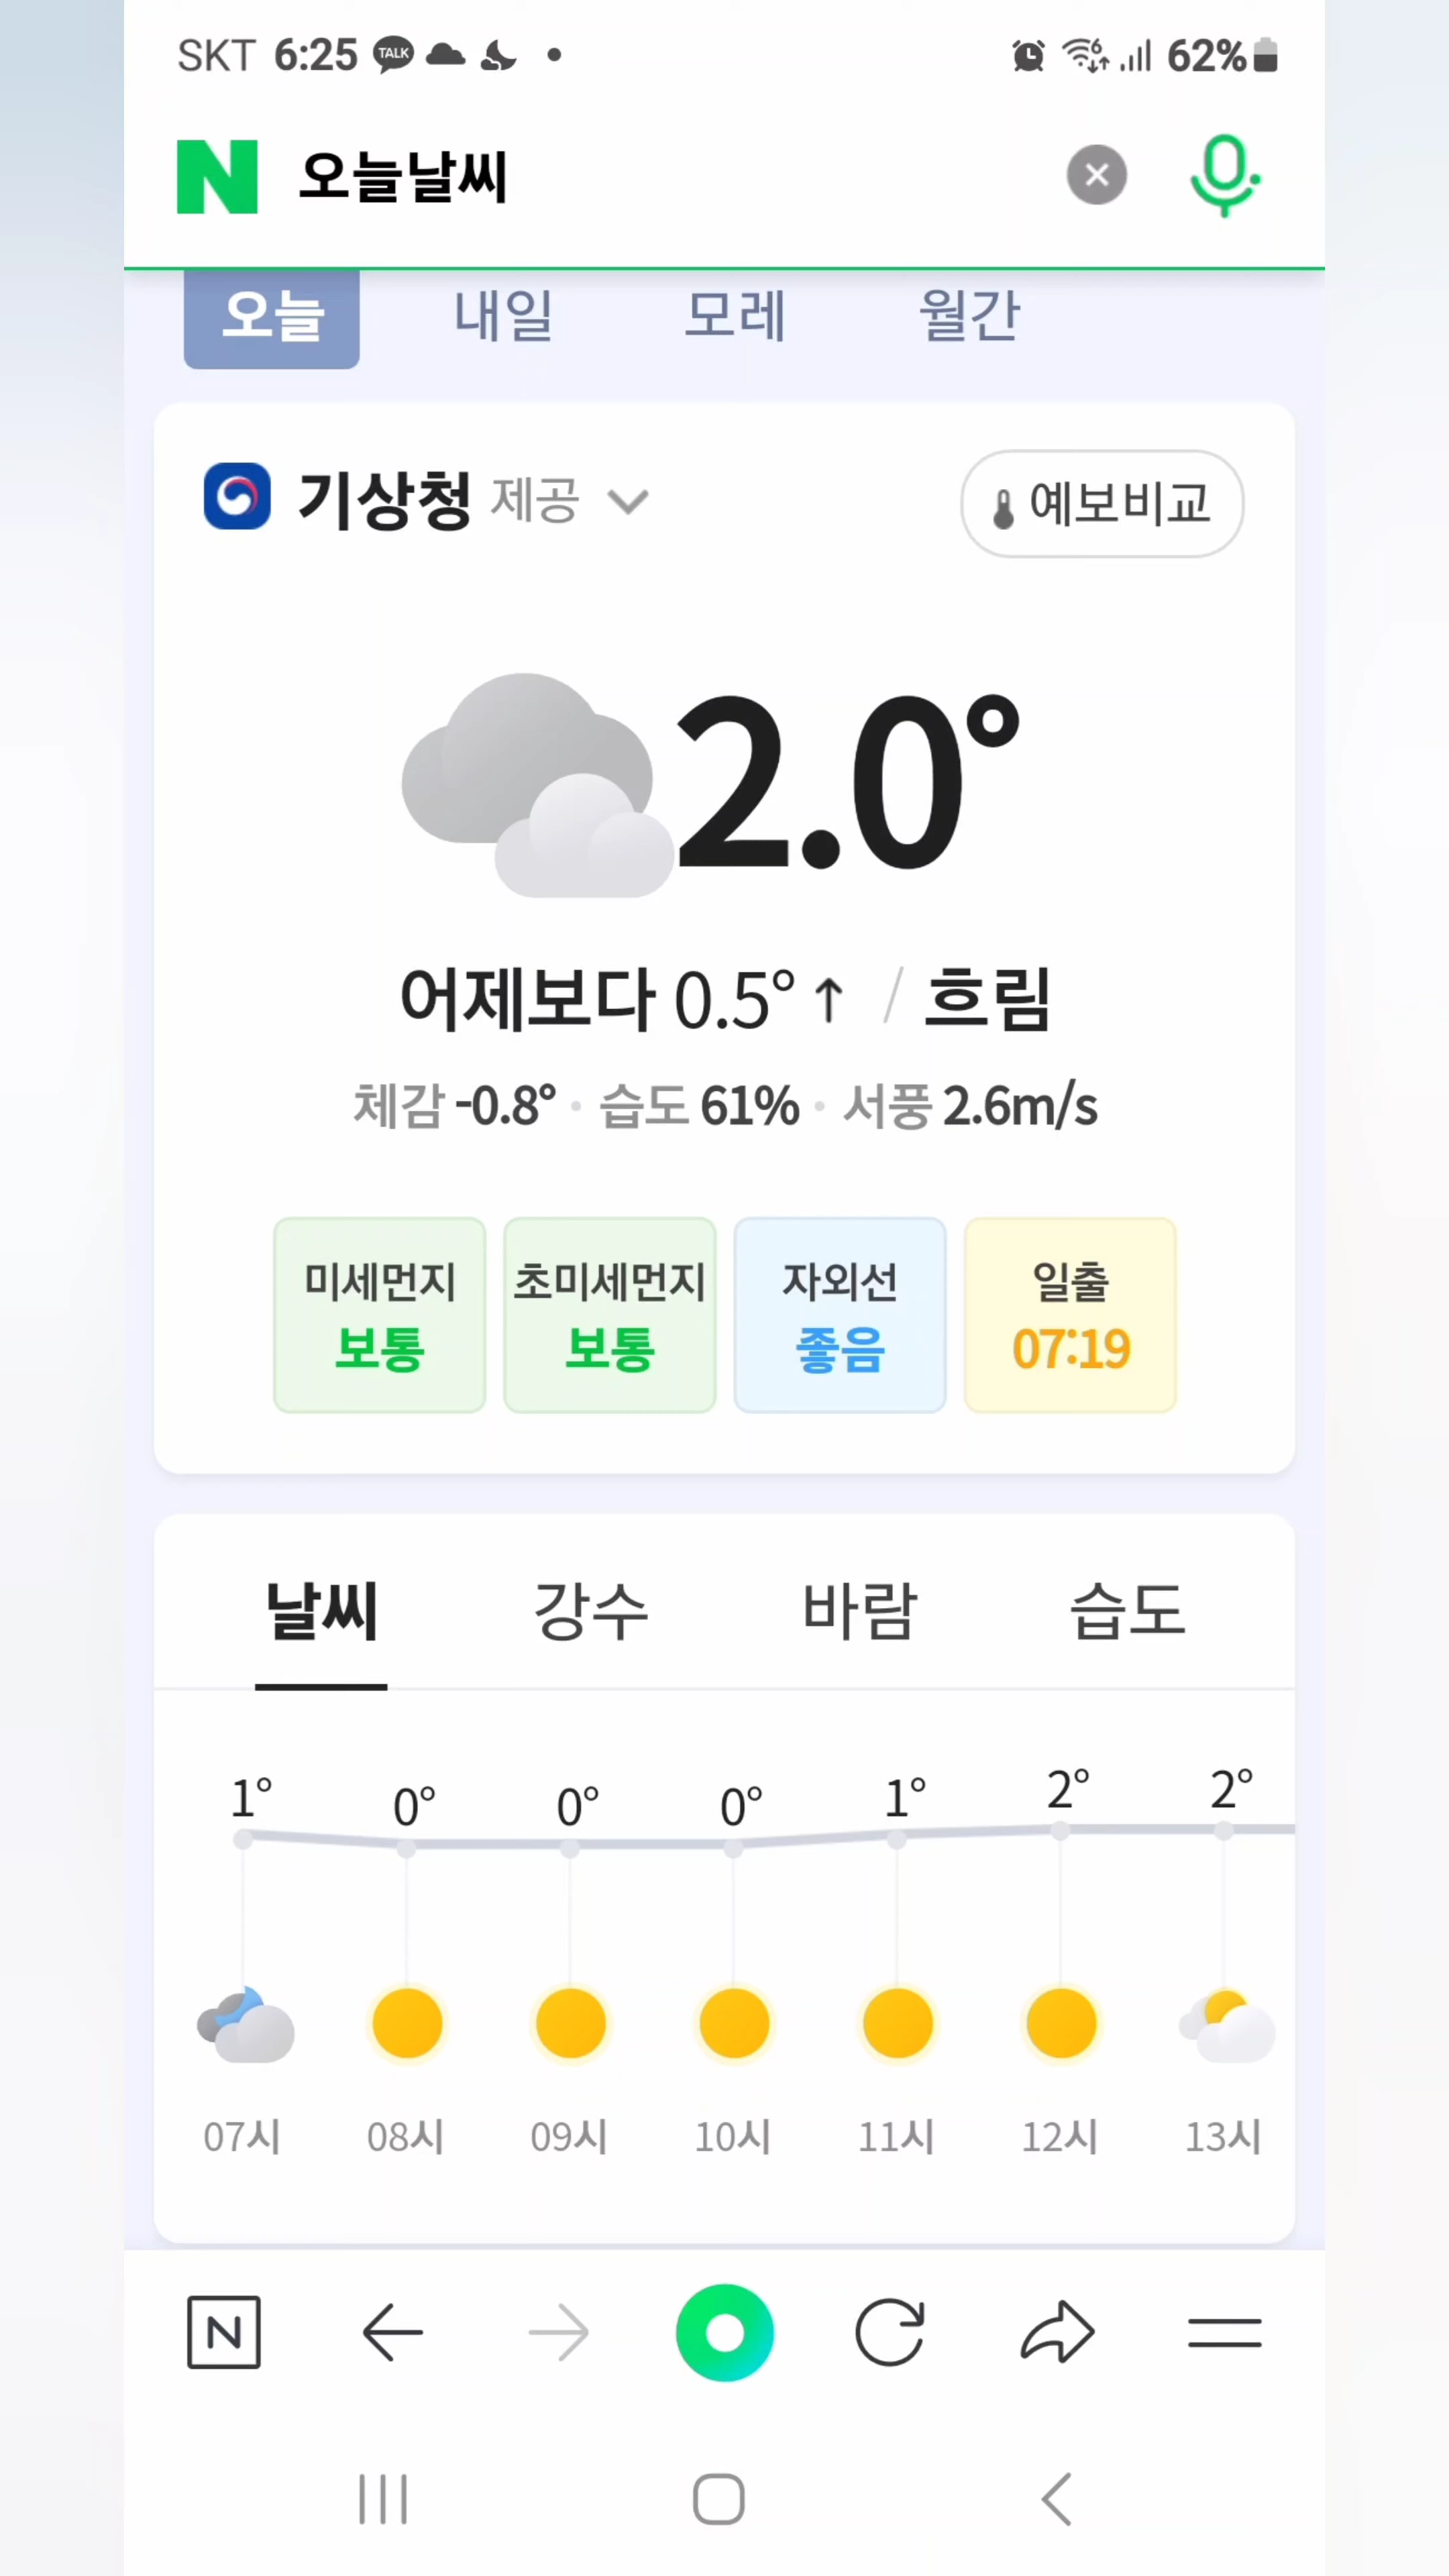 SKT 6:25 TALK 6 62%
N 오늘날씨
오늘 내일 모레 월간
기상청 제공 예보비교
2.0°
어제보다 0.5° ↑ / 흐림
체감 -0.8° · 습도 61% · 서풍 2.6m/s
미세먼지 초미세먼지 자외선 일출
보통 보통 좋음 07:19
날씨 강수 바람 습도
1° 0° 0° 0° 1° 2° 2°
07시 08시 09시 10시 11시 12시 13시
N